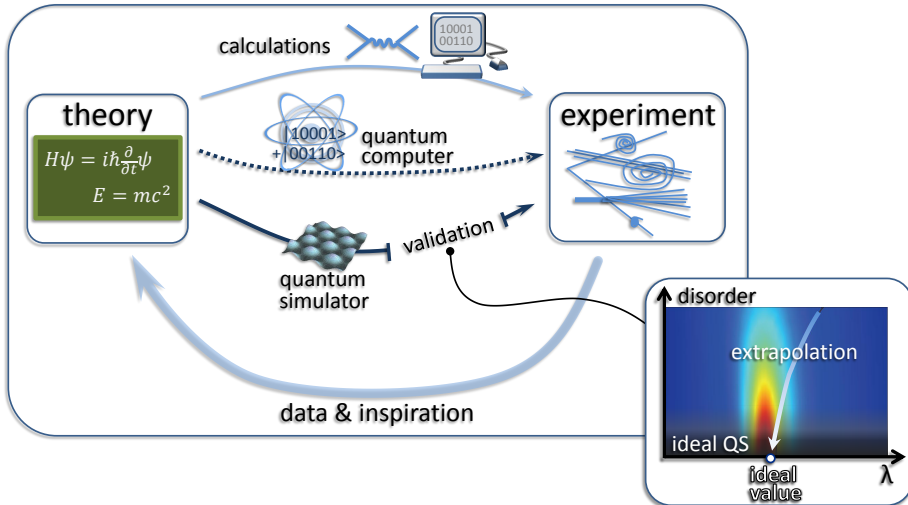 calculations
10001
00110
theory
Hψ = iħ ∂/∂t ψ
E = mc²
|10001>
+|00110>
quantum
computer
experiment
quantum
simulator
validation
data & inspiration
disorder
extrapolation
ideal QS
λ
ideal
value